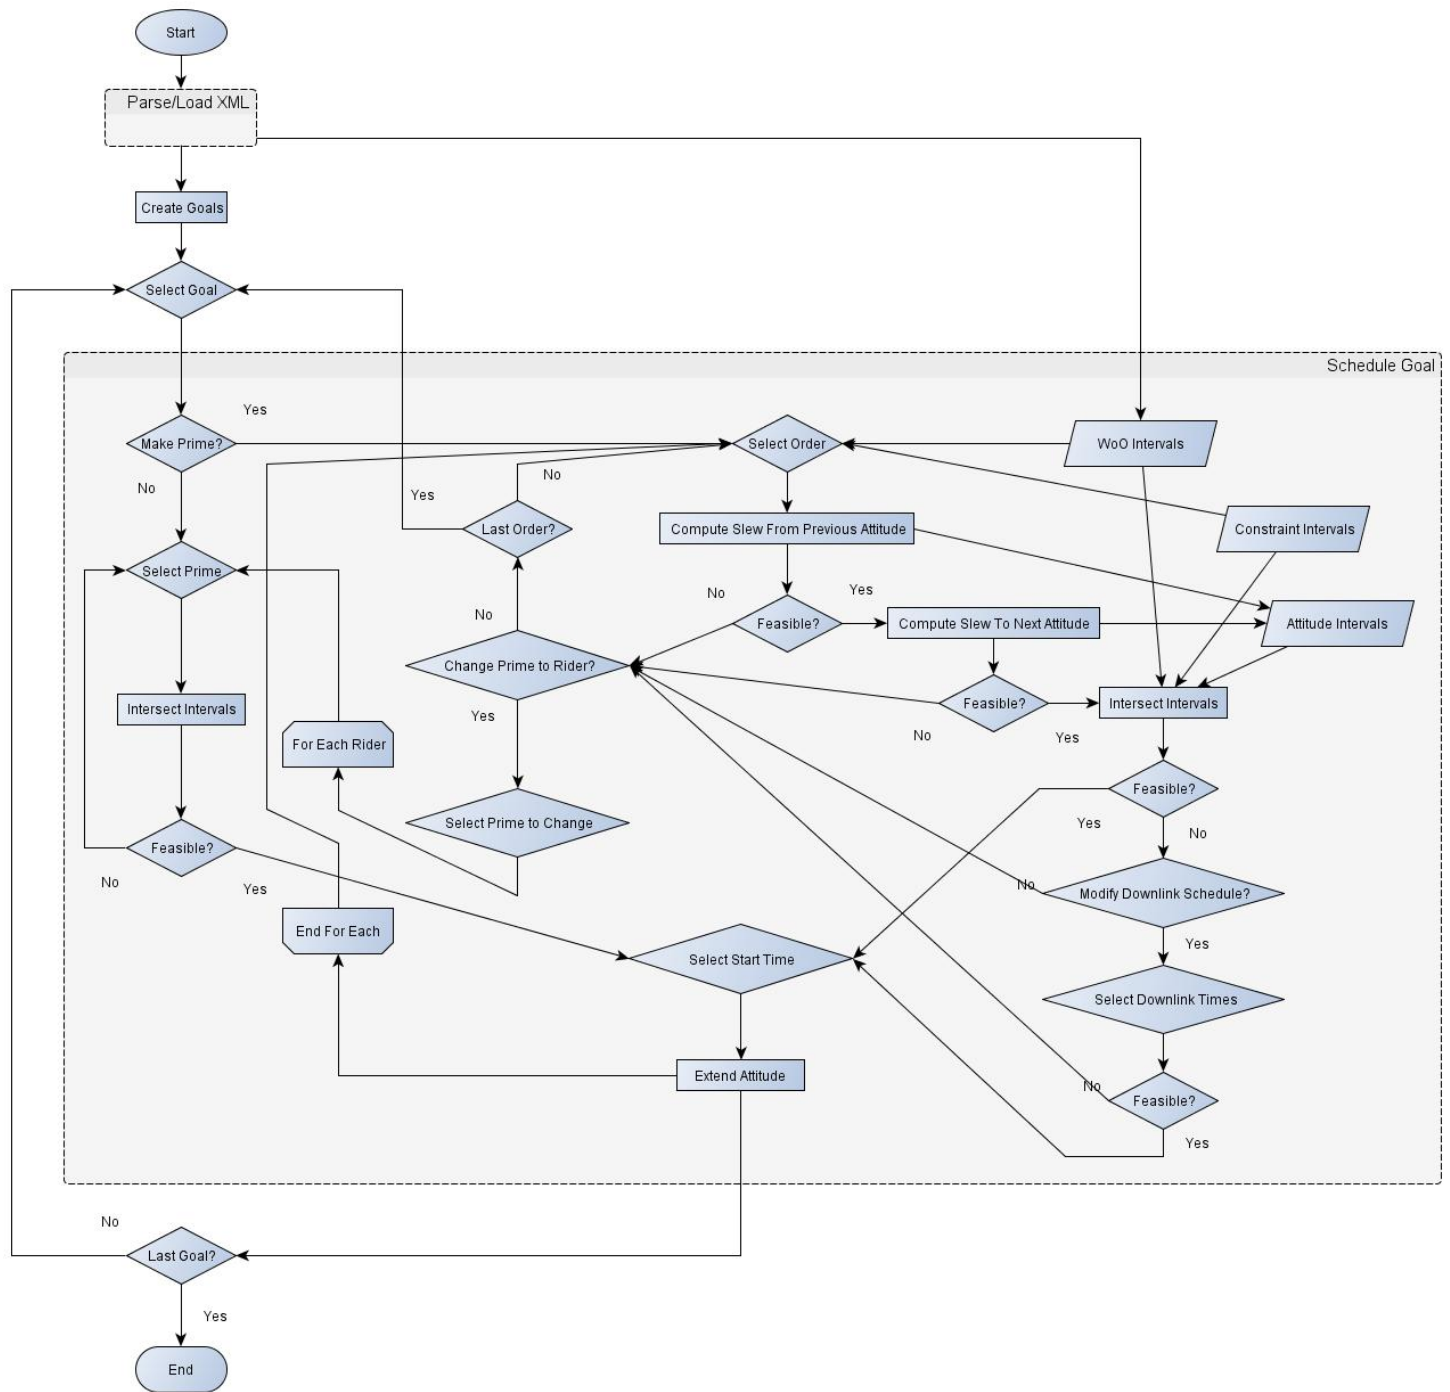 Start
Parse/Load XML
Create Goals
Select Goal
Schedule Goal
Yes
Make Prime?
Select Order
WoO Intervals
No
No
Yes
Last Order?
Compute Slew From Previous Attitude
Constraint Intervals
Select Prime
No
No
Yes
Feasible?
Compute Slew To Next Attitude
Attitude Intervals
Change Prime to Rider?
Intersect Intervals
Yes
Feasible?
Intersect Intervals
No
Yes
For Each Rider
Feasible?
Select Prime to Change
Yes
No
Feasible?
No
Yes
No
Modify Downlink Schedule?
End For Each
Yes
Select Start Time
Select Downlink Times
Extend Attitude
No
Feasible?
Yes
No
Last Goal?
Yes
End